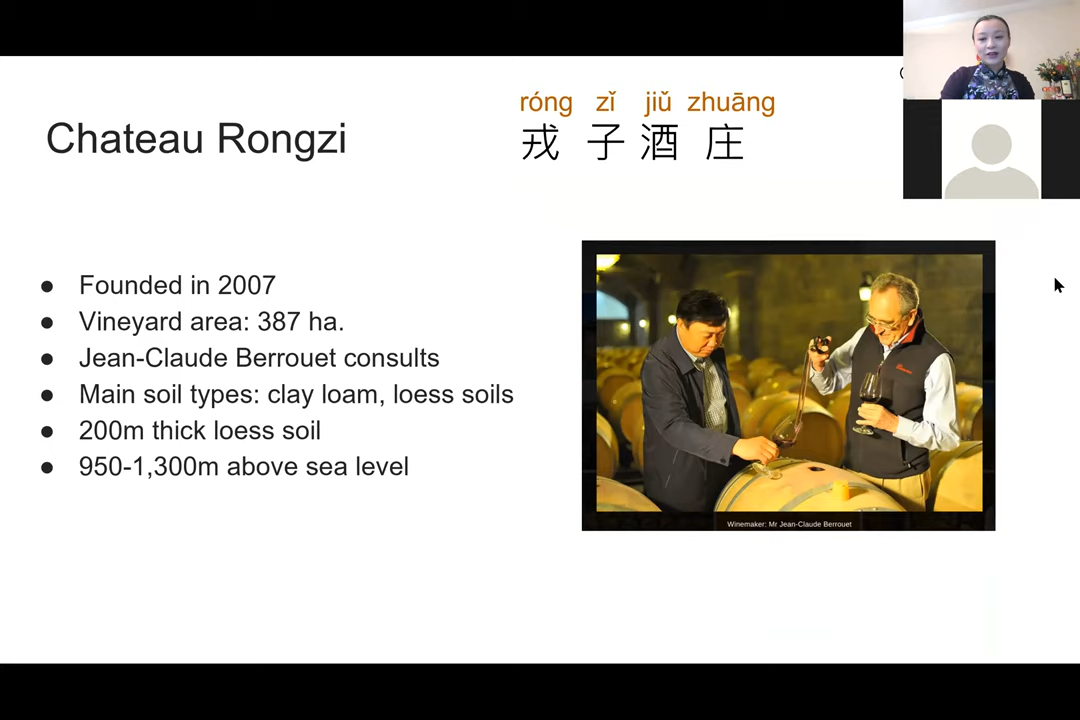 Chateau Rongzi
róng zǐ jiǔ zhuāng
戎子酒庄
● Founded in 2007
● Vineyard area: 387 ha.
● Jean-Claude Berrouet consults
● Main soil types: clay loam, loess soils
● 200m thick loess soil
● 950-1,300m above sea level
Winemaker: Mr Jean-Claude Berrouet